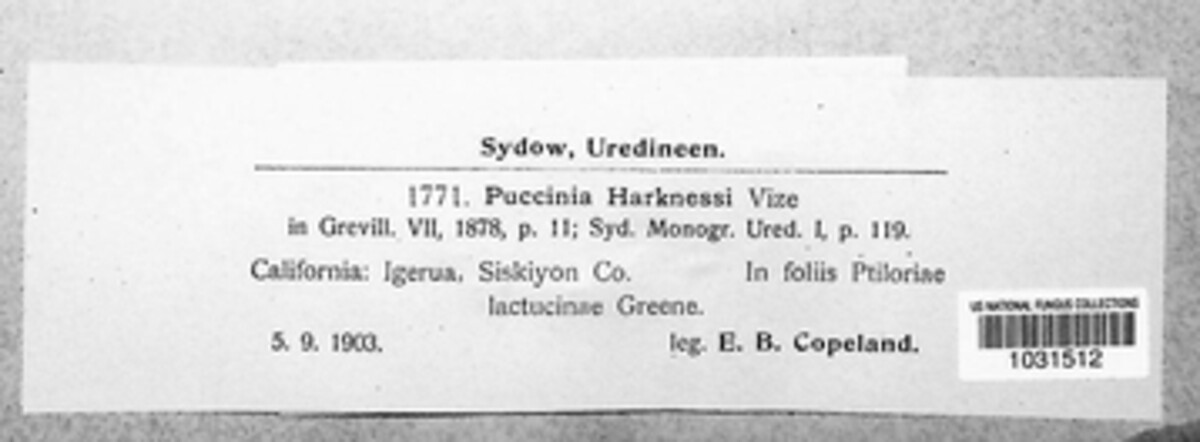 Sydow, Uredineen.
1771. Puccinia Harknessi Vize
in Grevill. VII, 1878, p. 11; Syd. Monogr. Ured. I, p. 119.
California: Igerua, Siskiyon Co. In foliis Ptiloriae
lactucinae Greene.
5. 9. 1903. leg. E. B. Copeland.
US NATIONAL FUNGUS COLLECTIONS
1031512